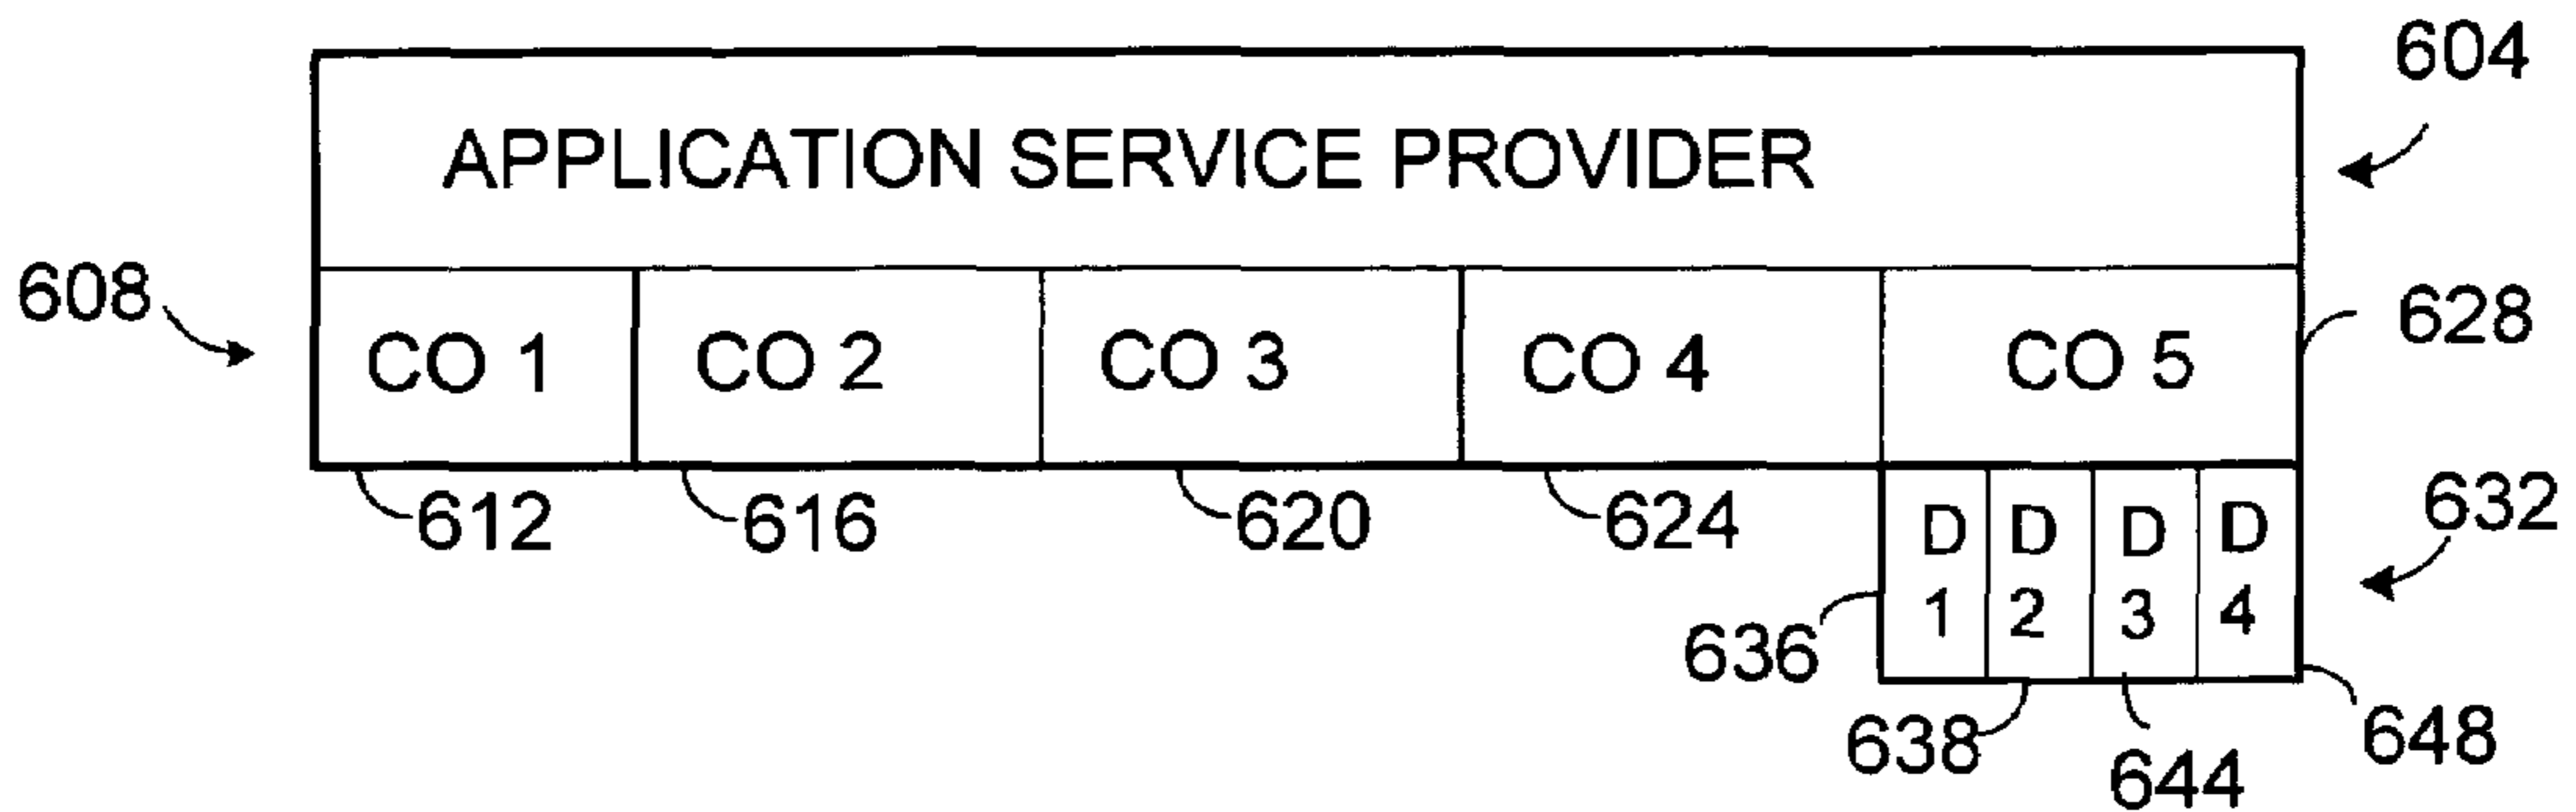 604
APPLICATION SERVICE PROVIDER
608
CO 1
CO 2
CO 3
CO 4
CO 5
628
612
616
620
624
D
1
D
2
D
3
D
4
632
636
638
644
648